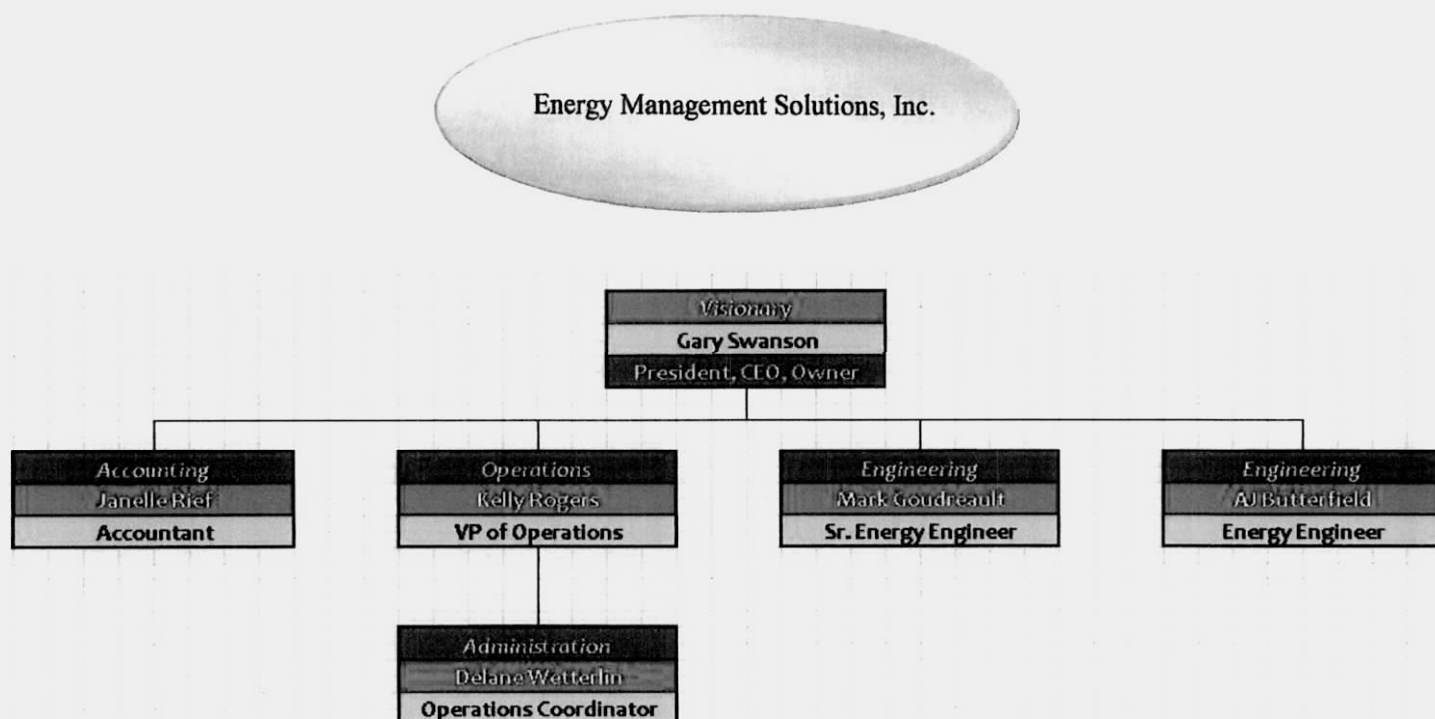 Energy Management Solutions, Inc.
Visionary
Gary Swanson
President, CEO, Owner
Accounting
Janelle Rief
Accountant
Operations
Kelly Rogers
VP of Operations
Engineering
Mark Goudreault
Sr. Energy Engineer
Engineering
AJ Butterfield
Energy Engineer
Administration
Delane Wetterlin
Operations Coordinator